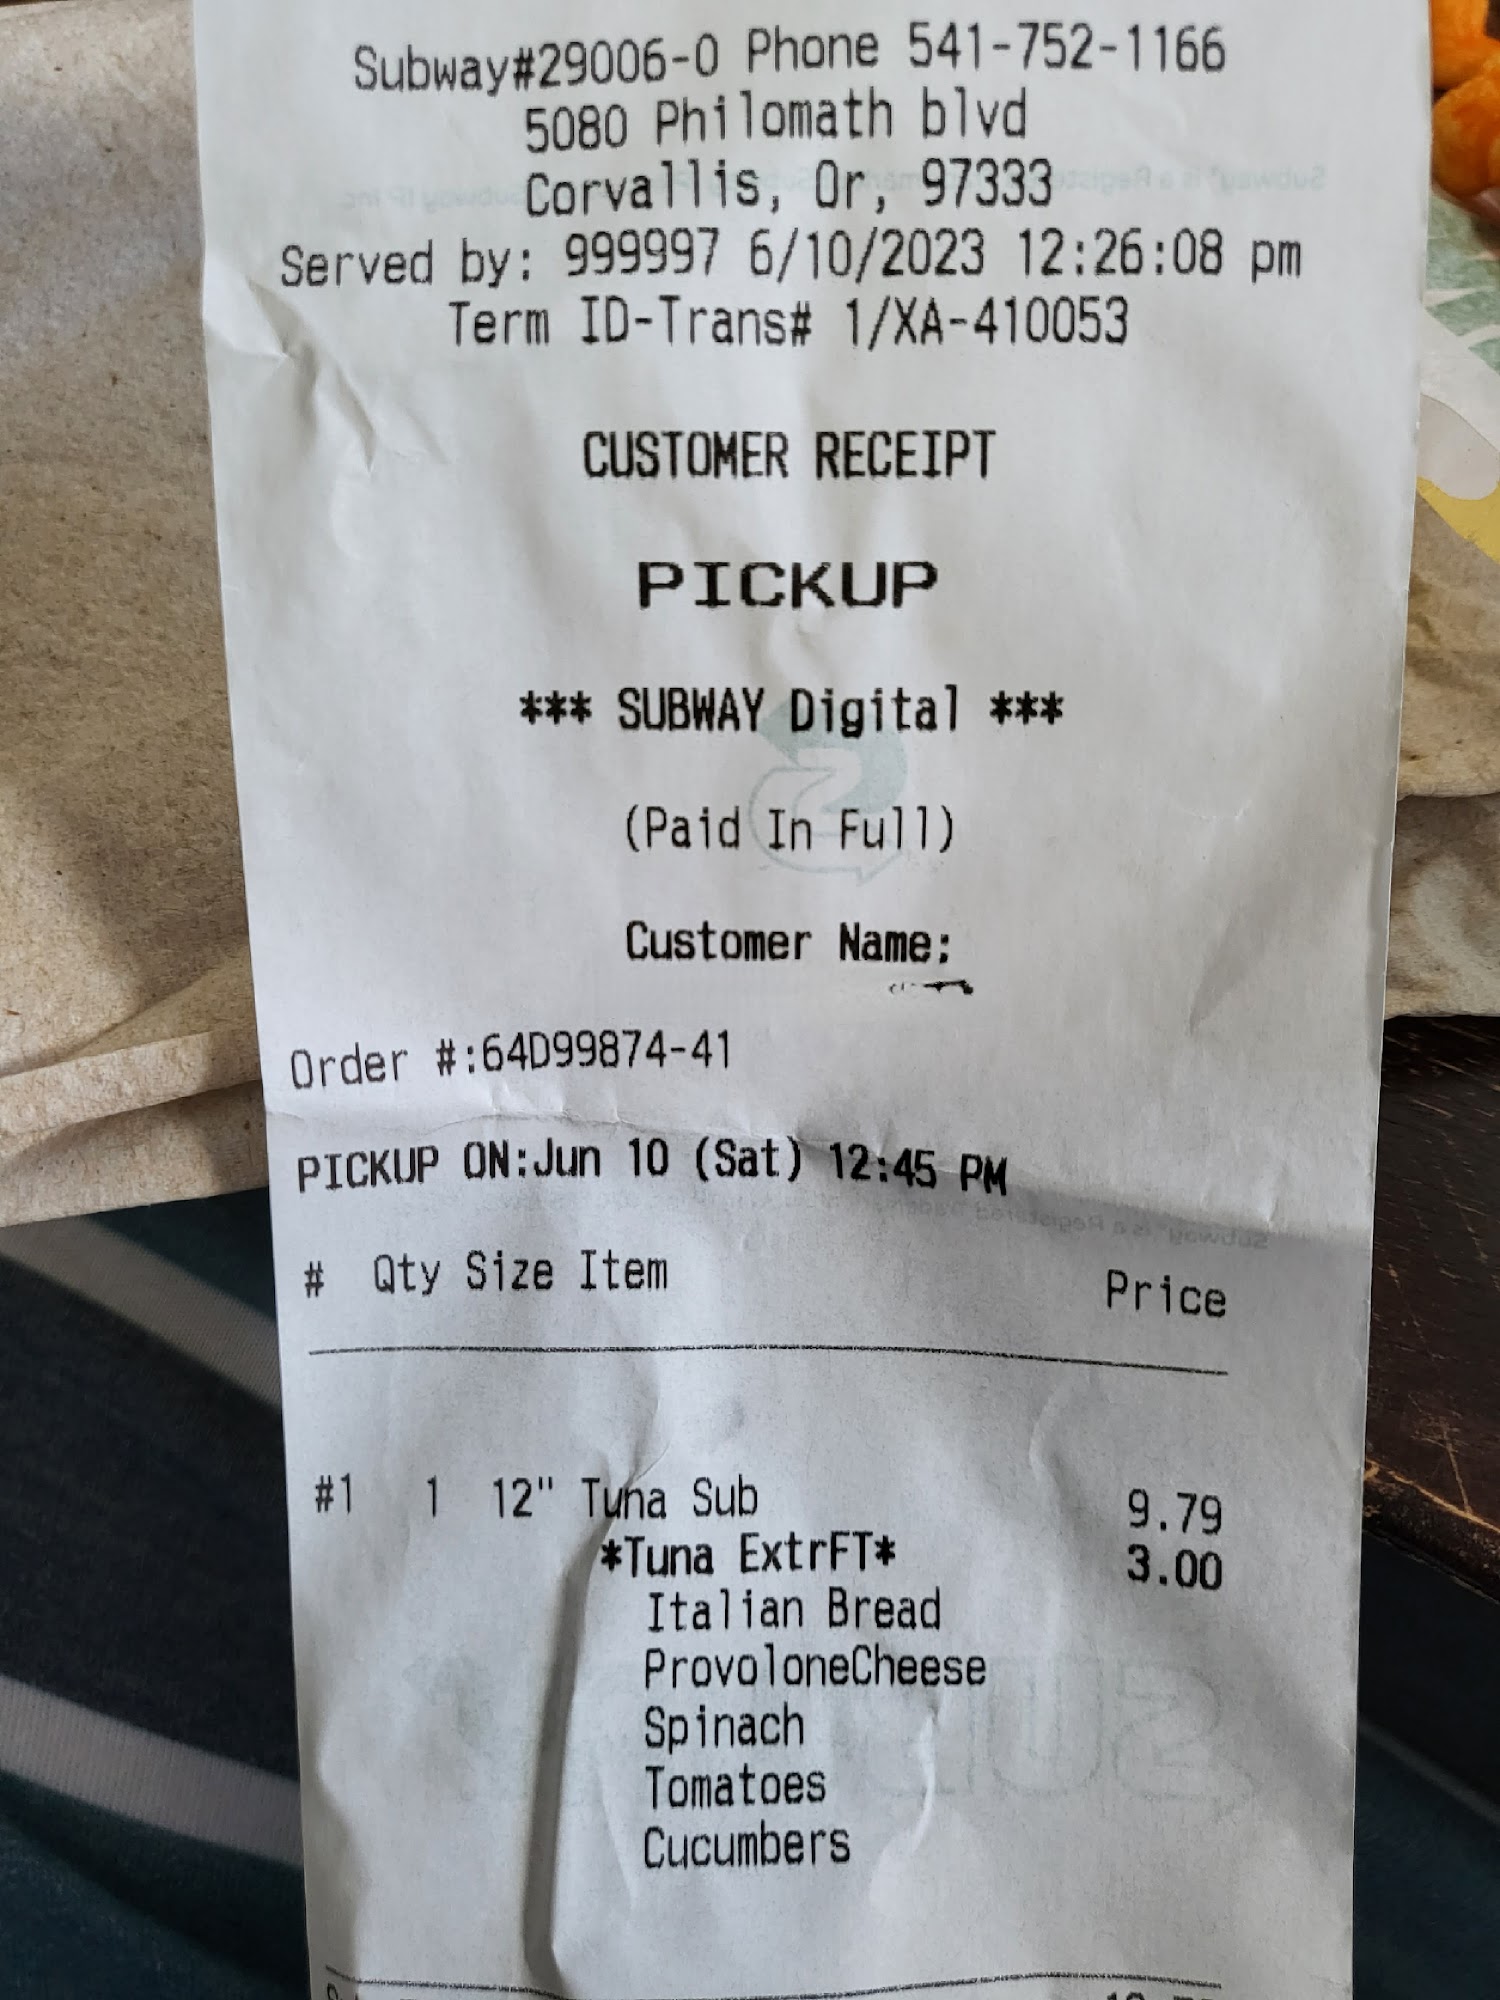 Subway#29006-0 Phone 541-752-1166
5080 Philomath blvd
Corvallis, Or, 97333
Served by: 999997 6/10/2023 12:26:08 pm
Term ID-Trans# 1/XA-410053
CUSTOMER RECEIPT
PICKUP
*** SUBWAY Digital ***
(Paid In Full)
Customer Name:
Order #:64D99874-41
PICKUP ON:Jun 10 (Sat) 12:45 PM
# Qty Size Item Price
#1 1 12" Tuna Sub 9.79
*Tuna ExtrFT* 3.00
Italian Bread
ProvoloneCheese
Spinach
Tomatoes
Cucumbers